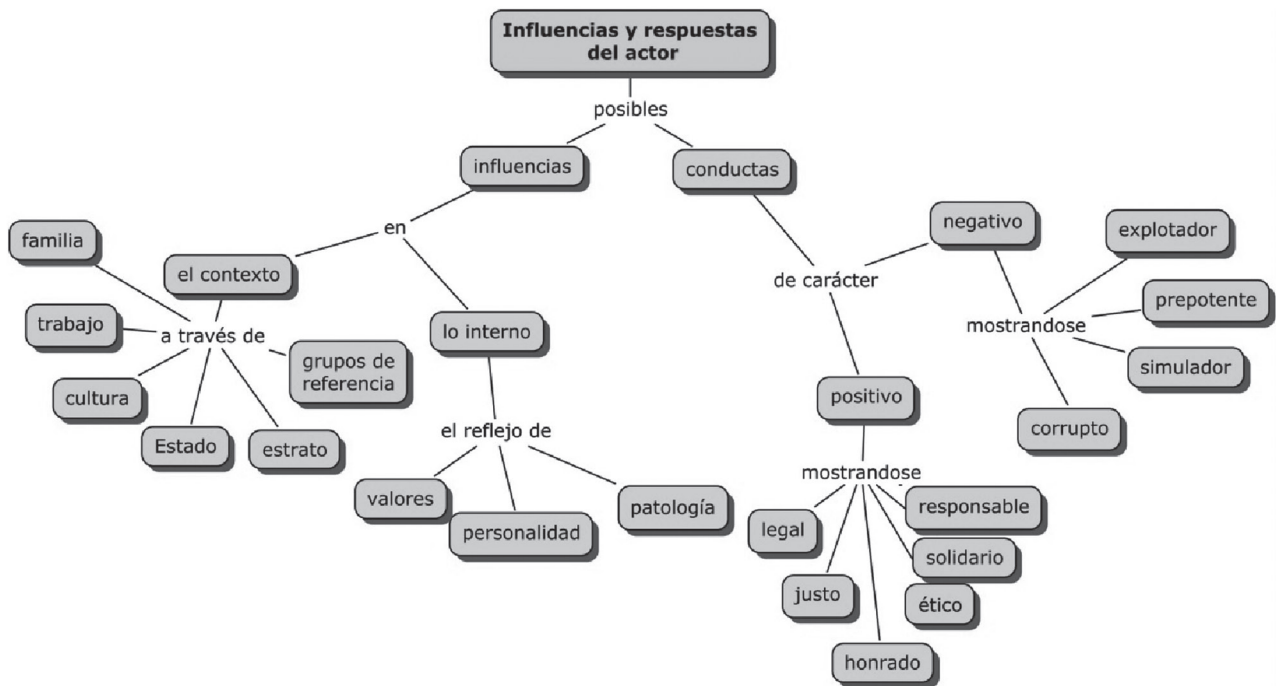 Influencias y respuestas
del actor
posibles
influencias
conductas
en
el contexto
familia
trabajo
a través de
grupos de
referencia
cultura
Estado
estrato
lo interno
el reflejo de
valores
personalidad
patología
de carácter
negativo
mostrandose
explotador
prepotente
simulador
corrupto
positivo
mostrandose
legal
justo
honrado
ético
solidario
responsable